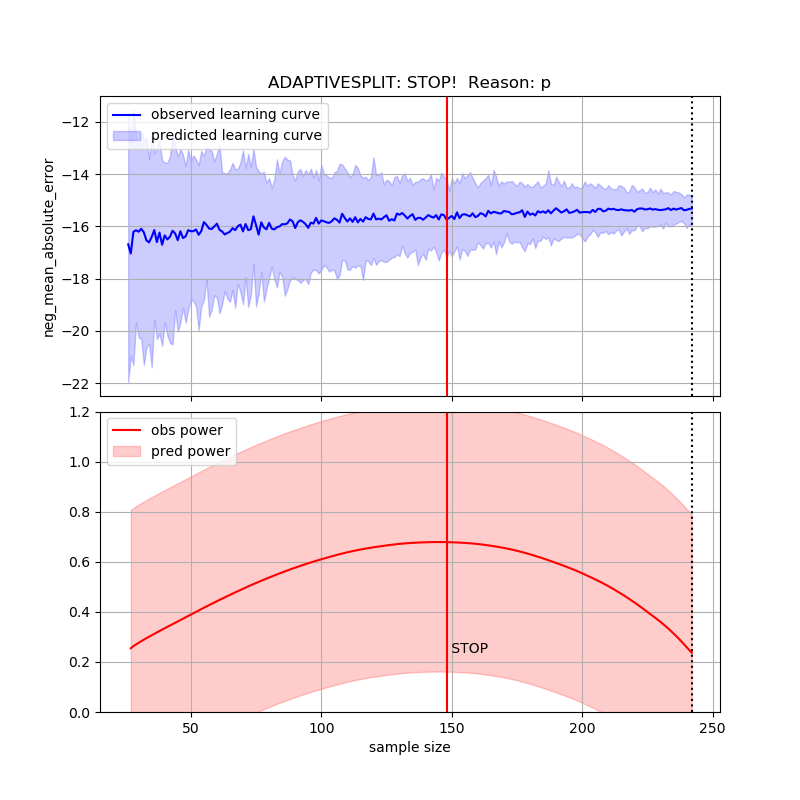 ADAPTIVESPLIT: STOP!  Reason: p
observed learning curve
predicted learning curve
neg_mean_absolute_error
−12
−14
−16
−18
−20
−22
obs power
pred power
1.2
1.0
0.8
0.6
0.4
0.2
0.0
STOP
50
100
150
200
250
sample size